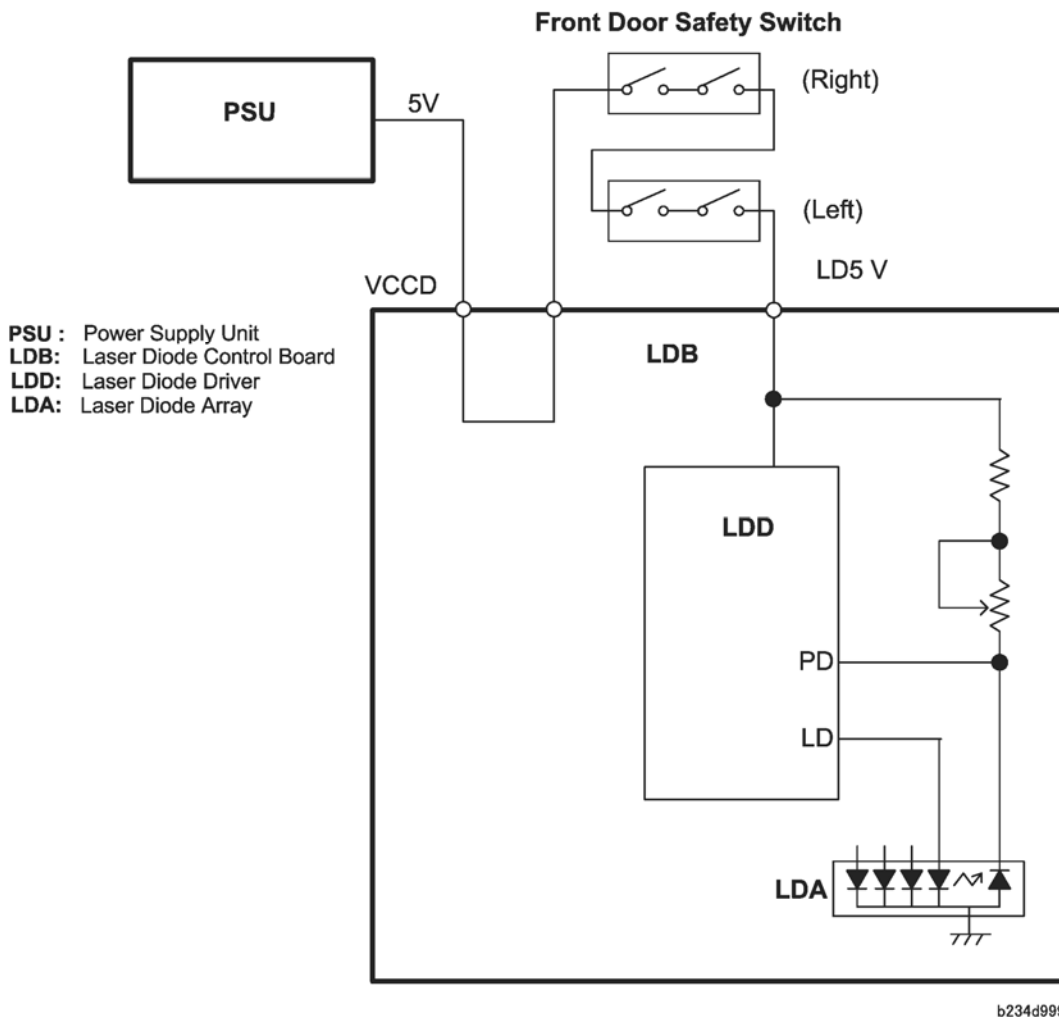 Front Door Safety Switch
PSU
5V
(Right)
(Left)
LD5 V
VCCD
PSU : Power Supply Unit
LDB: Laser Diode Control Board
LDD: Laser Diode Driver
LDA: Laser Diode Array
LDB
LDD
PD
LD
LDA
b234d999